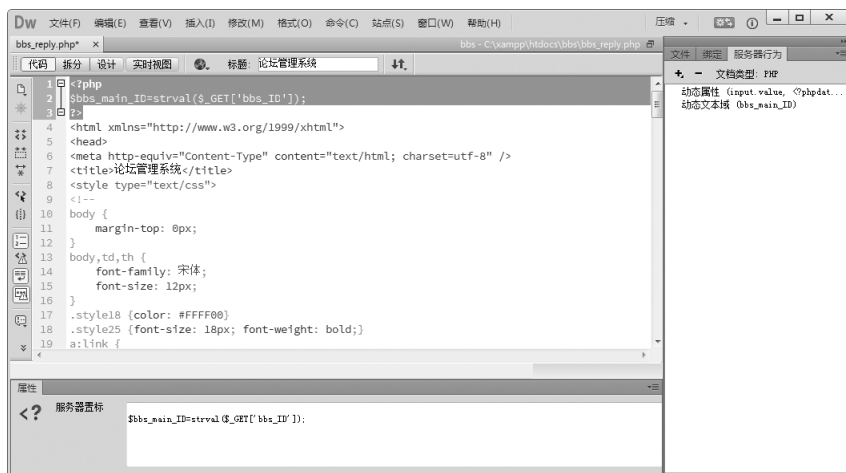 Dw 文件(F) 编辑(E) 查看(V) 插入(I) 修改(M) 格式(O) 命令(C) 站点(S) 窗口(W) 帮助(H) 压缩
bbs_reply.php* × bbs - C:\xampp\htdocs\bbs\bbs_reply.php
代码 拆分 设计 实时视图 标题: 论坛管理系统
1 <?php
2 $bbs_main_ID=strval($_GET['bbs_ID']);
3 ?>
4 <html xmlns="http://www.w3.org/1999/xhtml">
5 <head>
6 <meta http-equiv="Content-Type" content="text/html; charset=utf-8" />
7 <title>论坛管理系统</title>
8 <style type="text/css">
9 <!--
10 body {
11 margin-top: 0px;
12 }
13 body,td,th {
14 font-family: 宋体;
15 font-size: 12px;
16 }
17 .style18 {color: #FFFF00}
18 .style25 {font-size: 18px; font-weight: bold;}
19 a:link {
属性
<? 服务器置标
$bbs_main_ID=strval($_GET['bbs_ID']);
文件 绑定 服务器行为
+ - 文档类型: PHP
动态属性 (input.value, <?phpdat...
动态文本域 (bbs_main_ID)